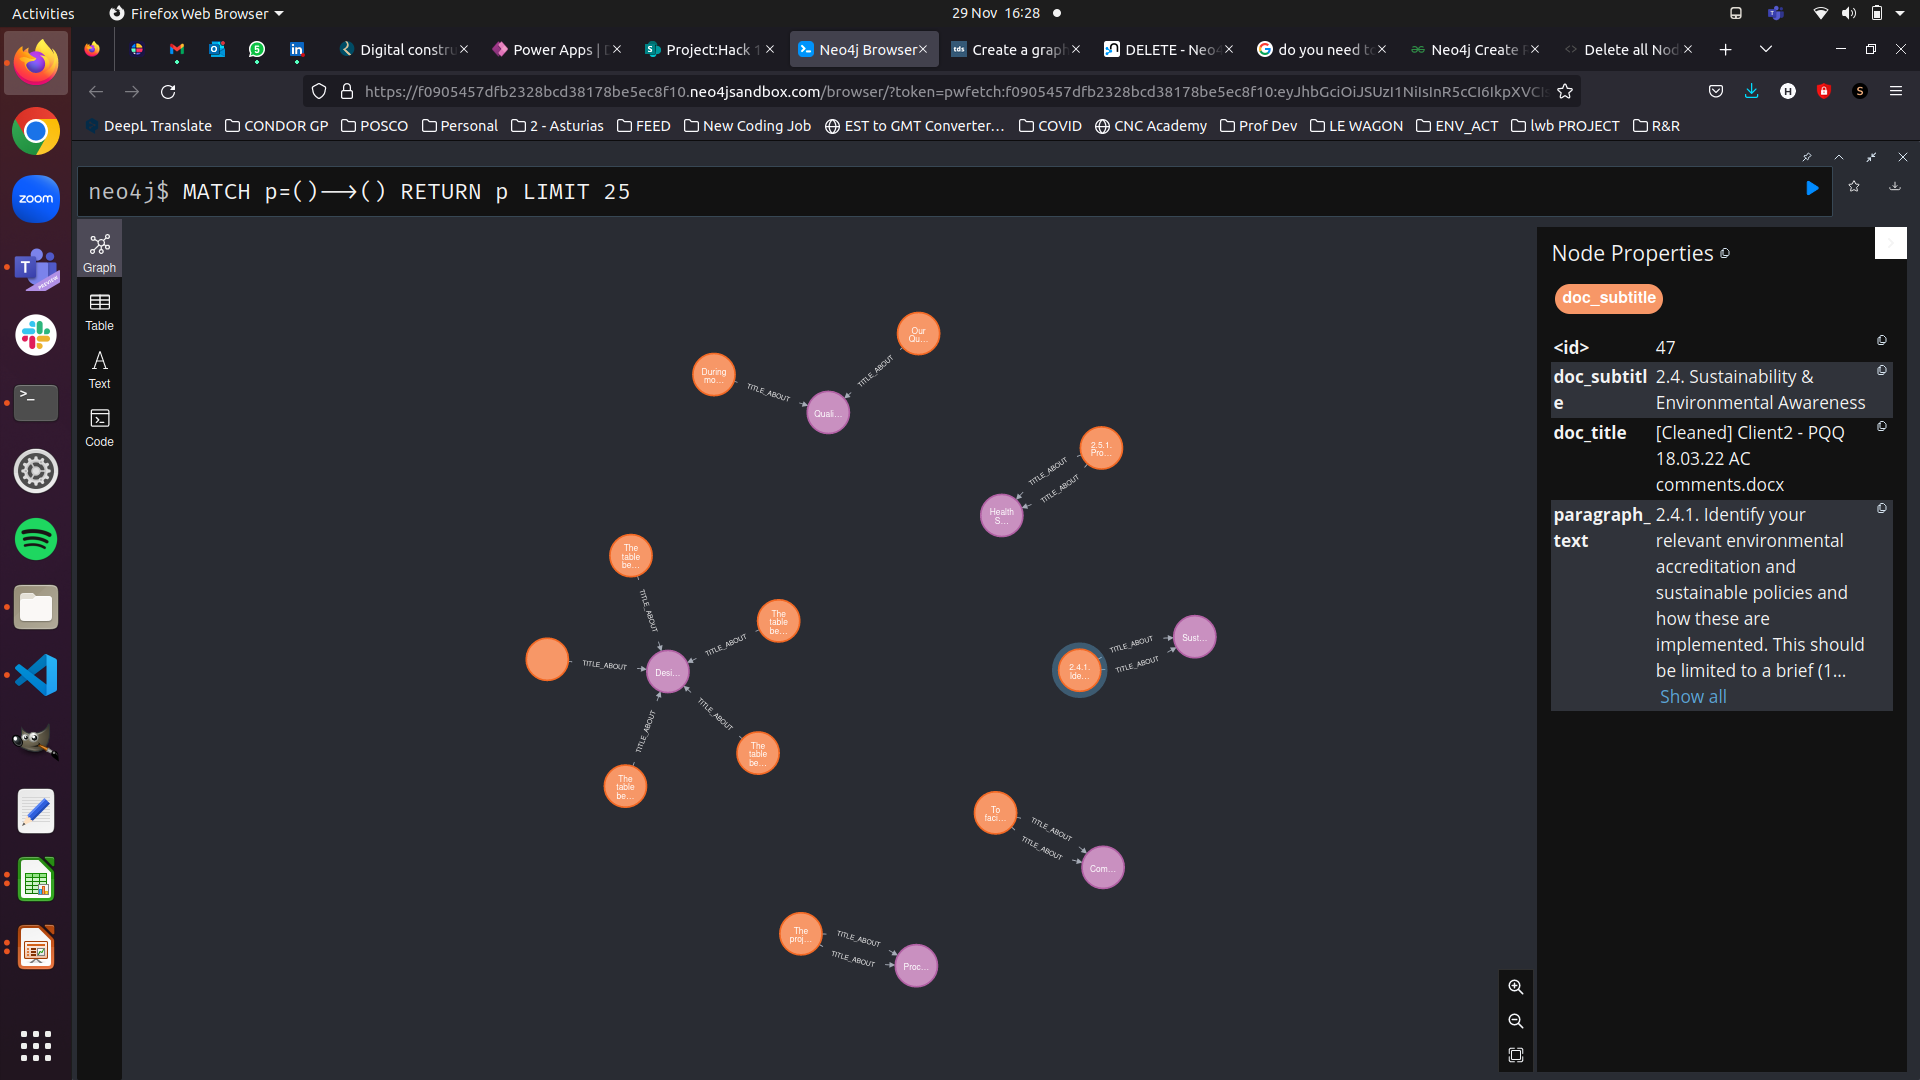 Activities
Firefox Web Browser
29 Nov 16:28
Digital constru
Power Apps | D
Project:Hack 1
Neo4j Browser
Create a graph
DELETE - Neo4
do you need to
Neo4j Create R
Delete all Nod
neo4jsandbox.com/browser/?token=pwfetch:f0905457dfb2328bcd38178be5ec8f10
DeepL Translate
CONDOR GP
POSCO
Personal
2 - Asturias
FEED
New Coding Job
EST to GMT Converter...
COVID
CNC Academy
Prof Dev
LE WAGON
ENV_ACT
lwb PROJECT
R&R
neo4j$ MATCH p=()-->() RETURN p LIMIT 25
Graph
Table
Text
Code
zoom
Our
Qu...
During
mo...
TITLE_ABOUT
TITLE_ABOUT
Quali...
2.5.1.
Pro...
TITLE_ABOUT
TITLE_ABOUT
Health
S...
The
table
be...
TITLE_ABOUT
The
table
be...
TITLE_ABOUT
TITLE_ABOUT
Desi...
TITLE_ABOUT
The
table
be...
TITLE_ABOUT
The
table
be...
2.4.1.
Ide...
TITLE_ABOUT
TITLE_ABOUT
Sust...
To
faci...
TITLE_ABOUT
TITLE_ABOUT
Com...
The
proj...
TITLE_ABOUT
TITLE_ABOUT
Proc...
Node Properties
doc_subtitle
<id> 47
doc_subtitl 2.4. Sustainability &
e Environmental Awareness
doc_title [Cleaned] Client2 - PQQ
18.03.22 AC
comments.docx
paragraph_ 2.4.1. Identify your
text relevant environmental
accreditation and
sustainable policies and
how these are
implemented. This should
be limited to a brief (1...
Show all